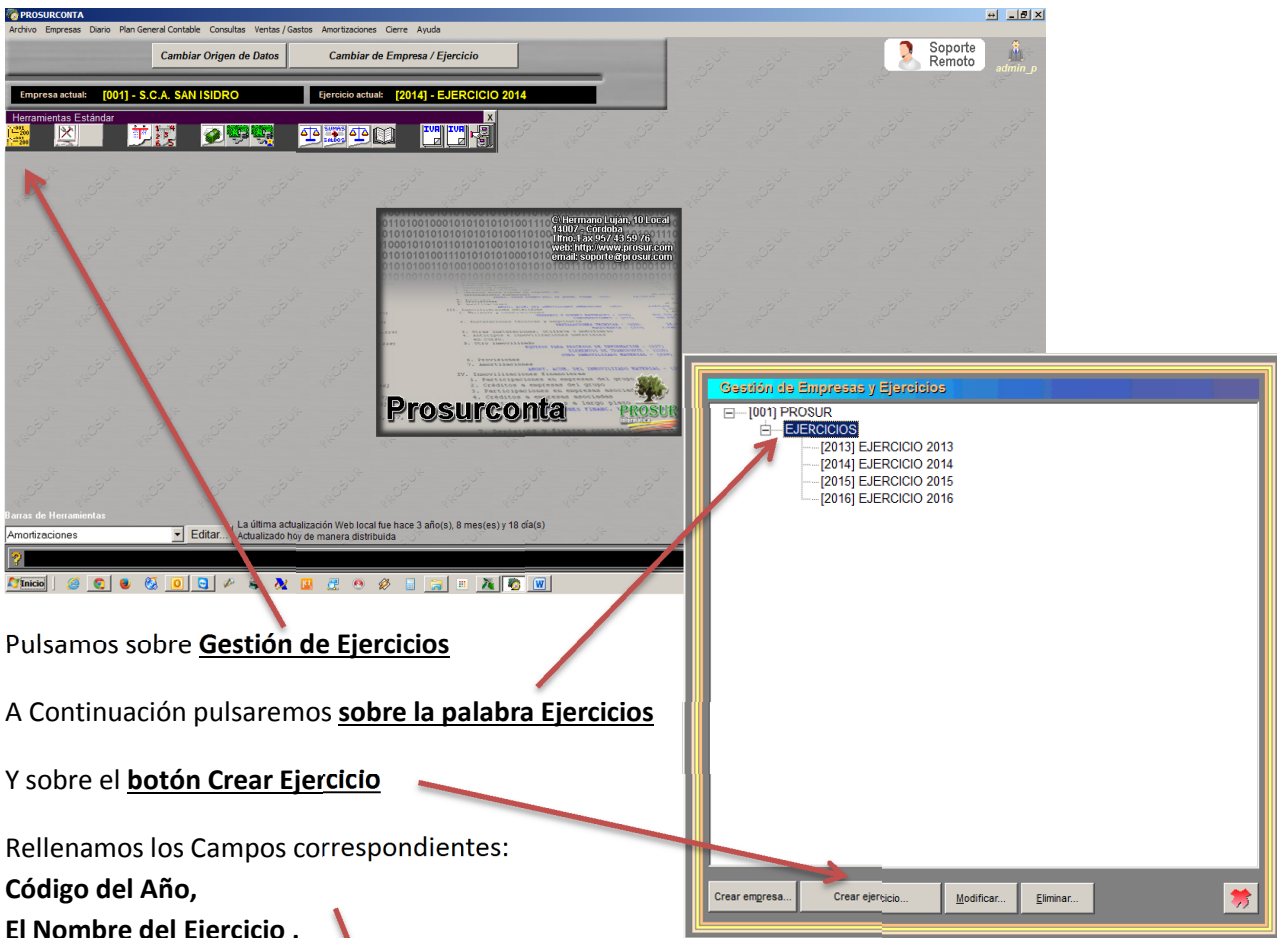 PROSURCONTA
Archivo Empresas Diario Plan General Contable Consultas Ventas / Gastos Amortizaciones Cierre Ayuda
Cambiar Origen de Datos Cambiar de Empresa / Ejercicio
Soporte Remoto
admin_p
Empresa actual: [001] - S.C.A. SAN ISIDRO Ejercicio actual: [2014] - EJERCICIO 2014
Herramientas Estándar X
SUMAS SALDOS IVA IVA
C\ Hermano Luján, 10 Local
14007 - Córdoba
Tlfno.Fax 957 43 59 76
web: http:/www.prosur.com
email: soporte@prosur.com
Prosurconta
PROSUR
Barras de Herramientas
Amortizaciones Editar...
La última actualización Web local fue hace 3 año(s), 8 mes(es) y 18 día(s)
Actualizado hoy de manera distribuida
Inicio
Gestión de Empresas y Ejercicios
[001] PROSUR
EJERCICIOS
[2013] EJERCICIO 2013
[2014] EJERCICIO 2014
[2015] EJERCICIO 2015
[2016] EJERCICIO 2016
Crear empresa... Crear ejercicio... Modificar... Eliminar...
Pulsamos sobre Gestión de Ejercicios
A Continuación pulsaremos sobre la palabra Ejercicios
Y sobre el botón Crear Ejercicio
Rellenamos los Campos correspondientes:
Código del Año,
El Nombre del Ejercicio ,